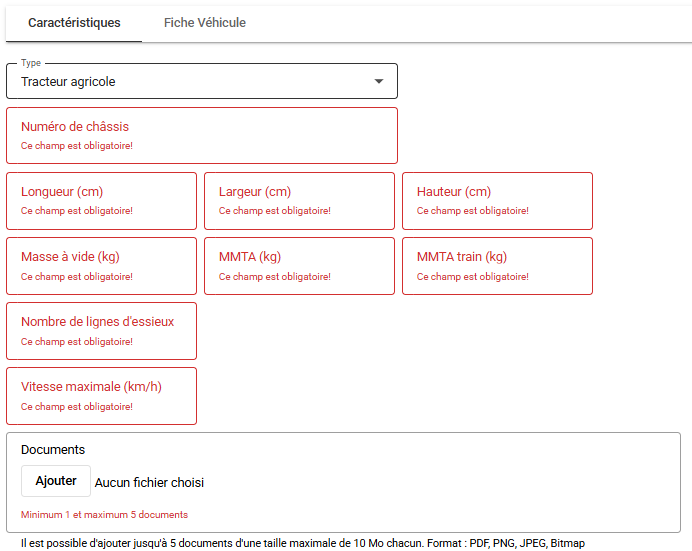 Caractéristiques Fiche Véhicule
Type
Tracteur agricole
Numéro de châssis
Ce champ est obligatoire!
Longueur (cm) Largeur (cm) Hauteur (cm)
Ce champ est obligatoire! Ce champ est obligatoire! Ce champ est obligatoire!
Masse à vide (kg) MMTA (kg) MMTA train (kg)
Ce champ est obligatoire! Ce champ est obligatoire! Ce champ est obligatoire!
Nombre de lignes d'essieux
Ce champ est obligatoire!
Vitesse maximale (km/h)
Ce champ est obligatoire!
Documents
Ajouter Aucun fichier choisi
Minimum 1 et maximum 5 documents
Il est possible d'ajouter jusqu'à 5 documents d'une taille maximale de 10 Mo chacun. Format : PDF, PNG, JPEG, Bitmap